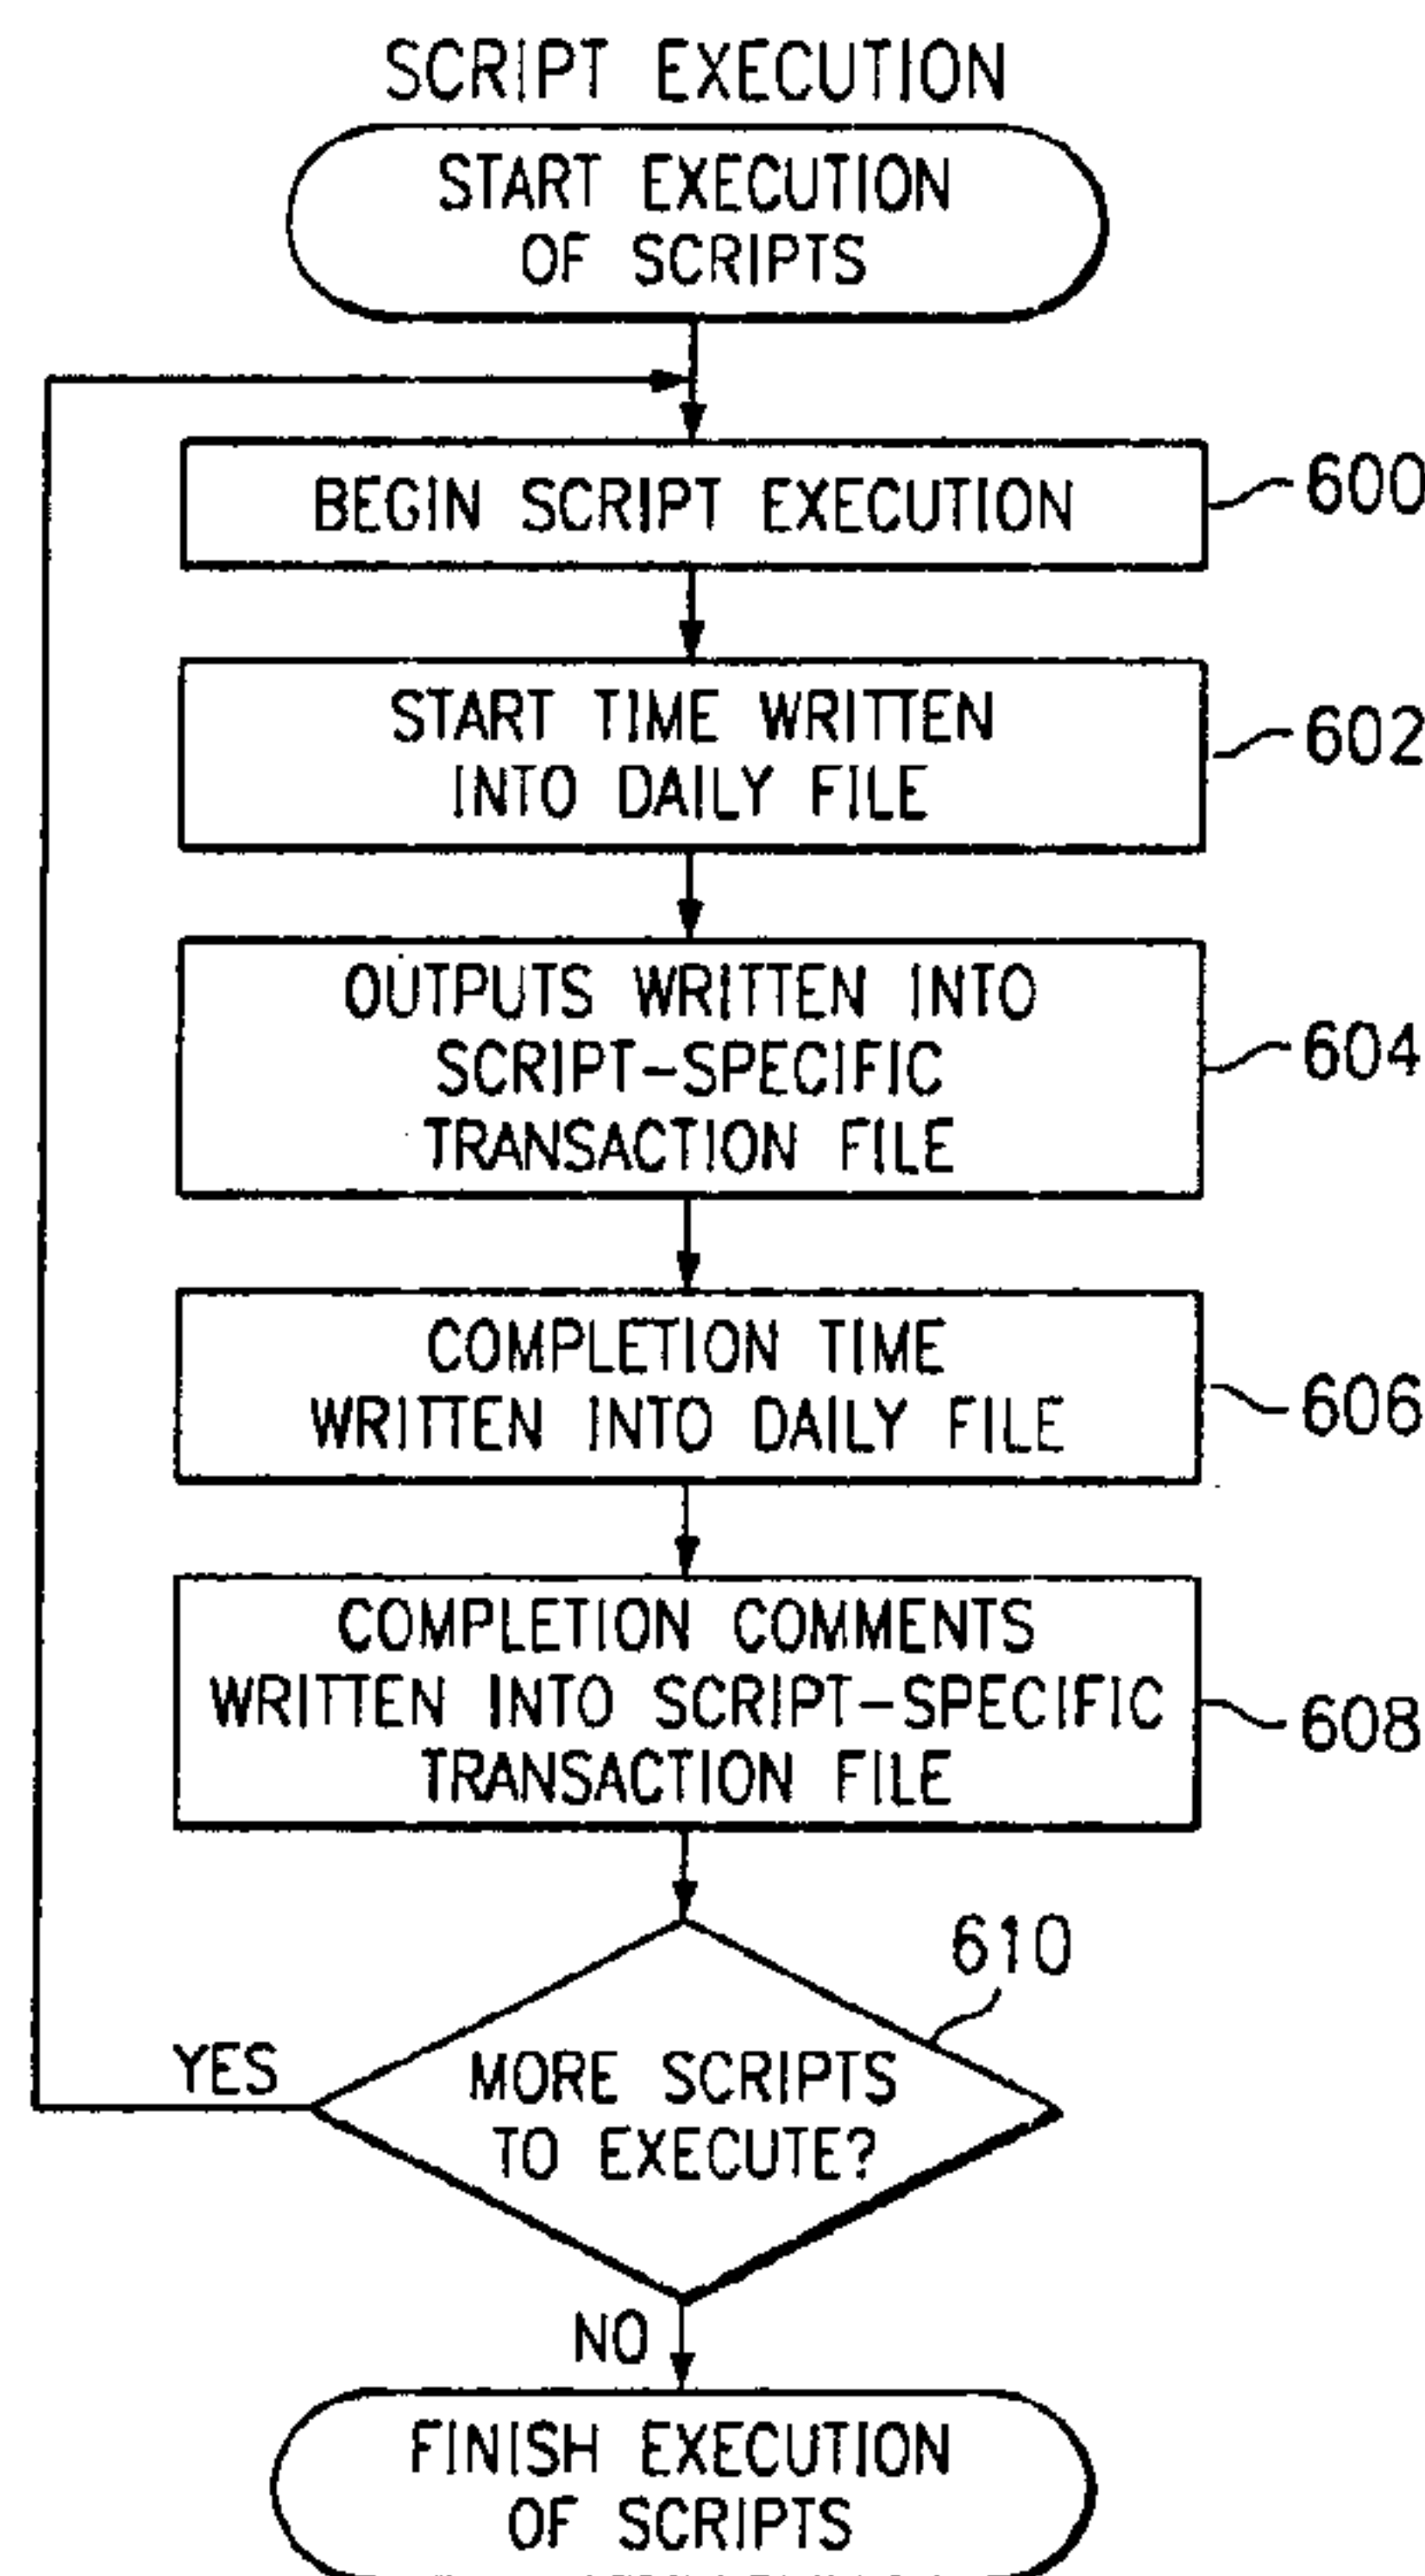 SCRIPT EXECUTION
START EXECUTION
OF SCRIPTS
BEGIN SCRIPT EXECUTION
600
START TIME WRITTEN
INTO DAILY FILE
602
OUTPUTS WRITTEN INTO
SCRIPT-SPECIFIC
TRANSACTION FILE
604
COMPLETION TIME
WRITTEN INTO DAILY FILE
606
COMPLETION COMMENTS
WRITTEN INTO SCRIPT-SPECIFIC
TRANSACTION FILE
608
610
YES
MORE SCRIPTS
TO EXECUTE?
NO
FINISH EXECUTION
OF SCRIPTS